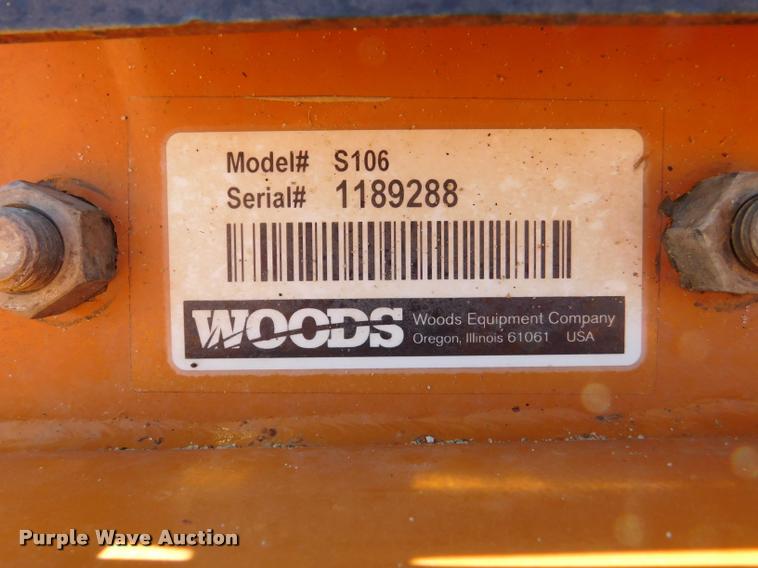 Model# S106
Serial# 1189288
WOODS
Woods Equipment Company
Oregon, Illinois 61061 USA
Purple Wave Auction